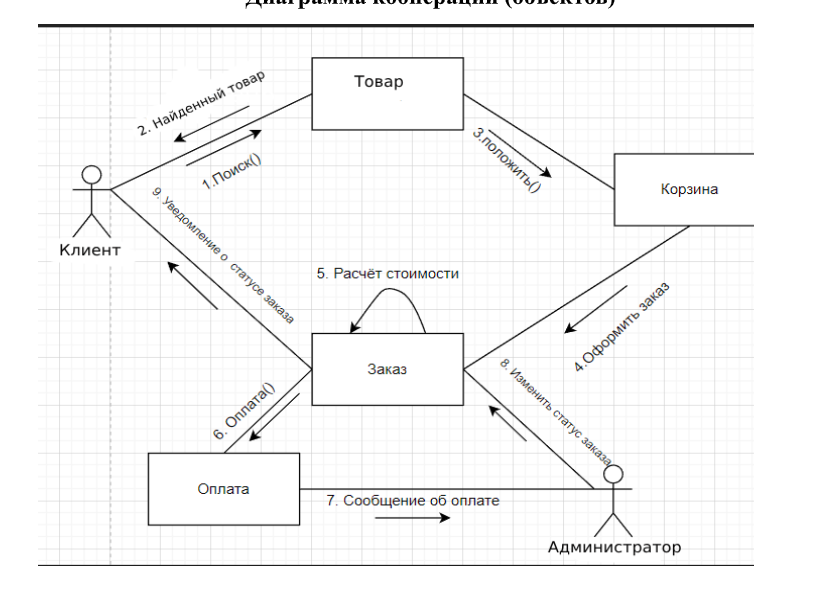 Диаграмма кооперации (объектов)
Товар
2. Найденный товар
1.Поиск()
3.положить()
Корзина
Клиент
9. Уведомление о статусе заказа
5. Расчёт стоимости
4.Оформить заказ
Заказ
8. Изменить статус заказа
6. Оплата()
Оплата
7. Сообщение об оплате
Администратор